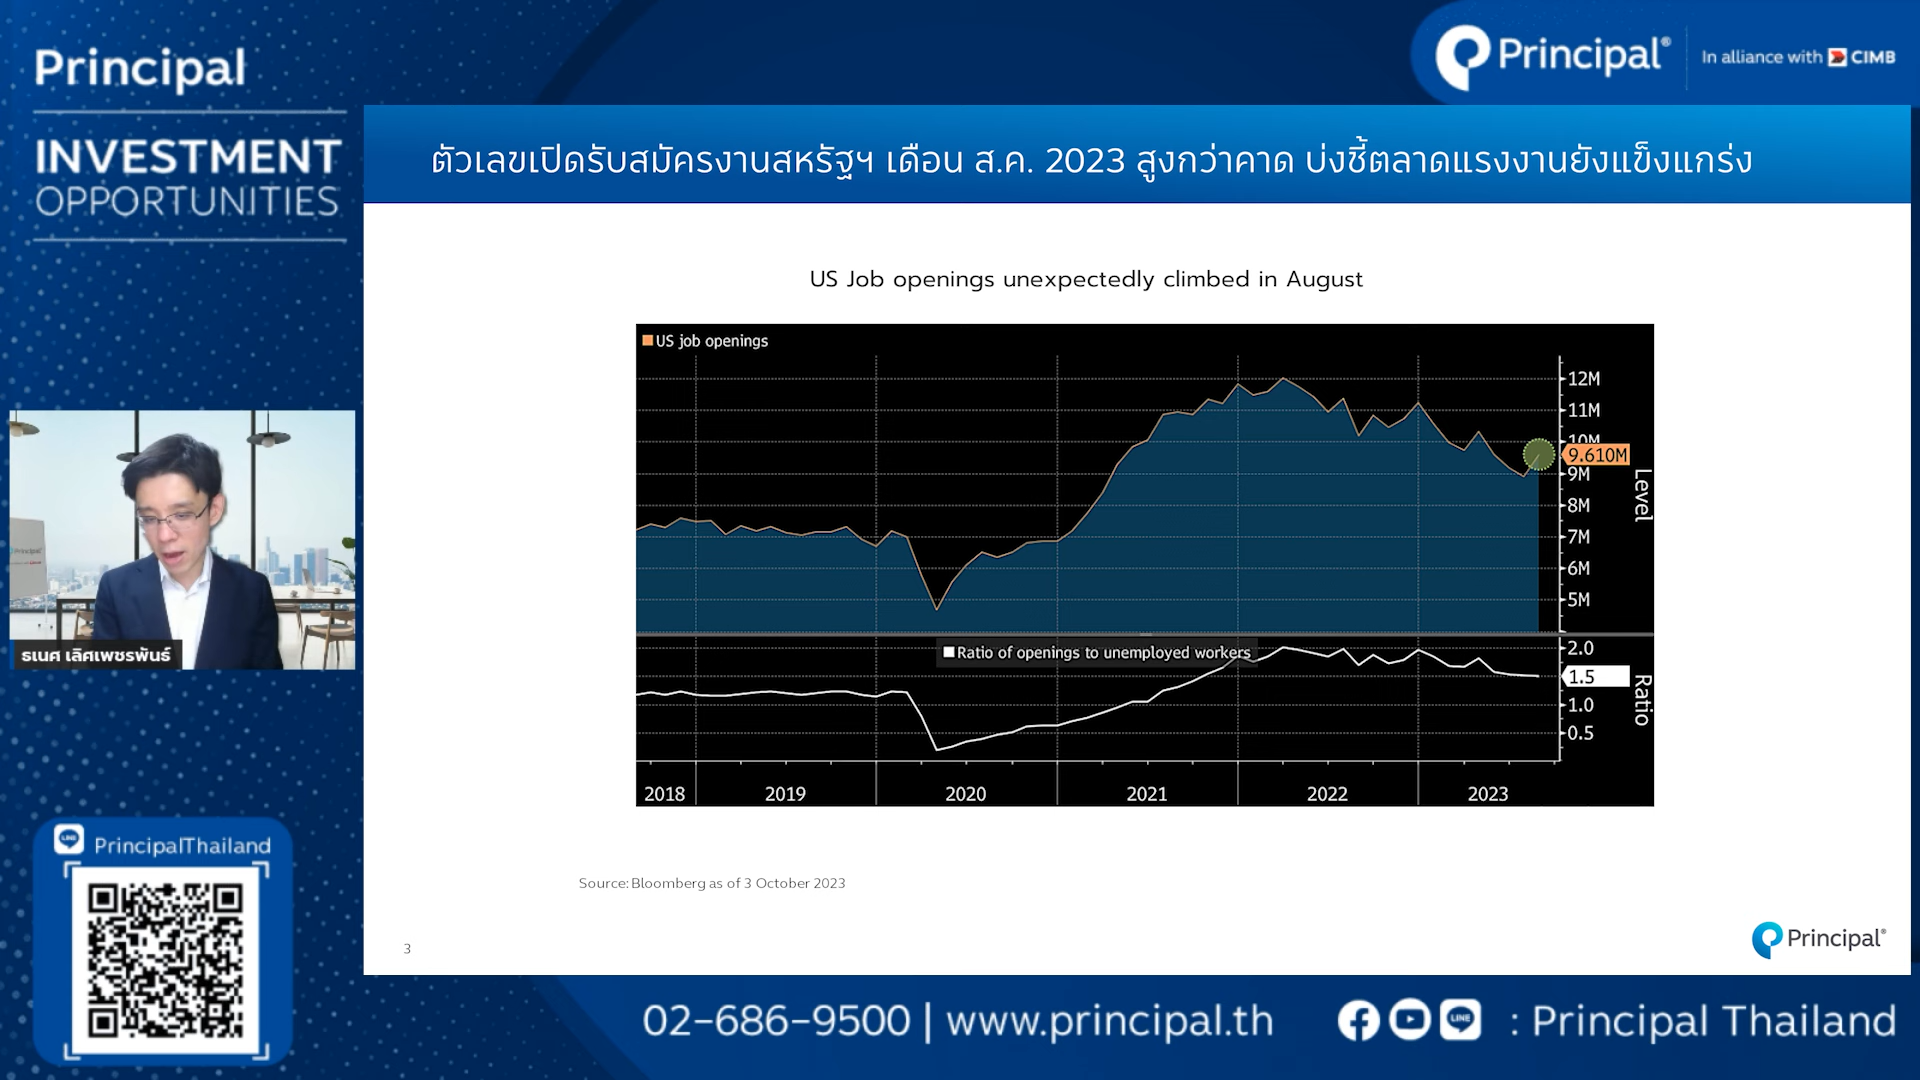 Principal
INVESTMENT
OPPORTUNITIES
Principal®
In alliance with CIMB
ตัวเลขเปิดรับสมัครงานสหรัฐฯ เดือน ส.ค. 2023 สูงกว่าคาด บ่งชี้ตลาดแรงงานยังแข็งแกร่ง
US Job openings unexpectedly climbed in August
US job openings
12M
11M
10M
9.610M
9M
8M
7M
6M
5M
Level
Ratio of openings to unemployed workers
2.0
1.5
1.0
0.5
Ratio
2018 2019 2020 2021 2022 2023
Source: Bloomberg as of 3 October 2023
3
Principal®
Principal
ธเนศ เลิศเพชรพันธ์
LINE PrincipalThailand
02-686-9500 | www.principal.th
LINE : Principal Thailand